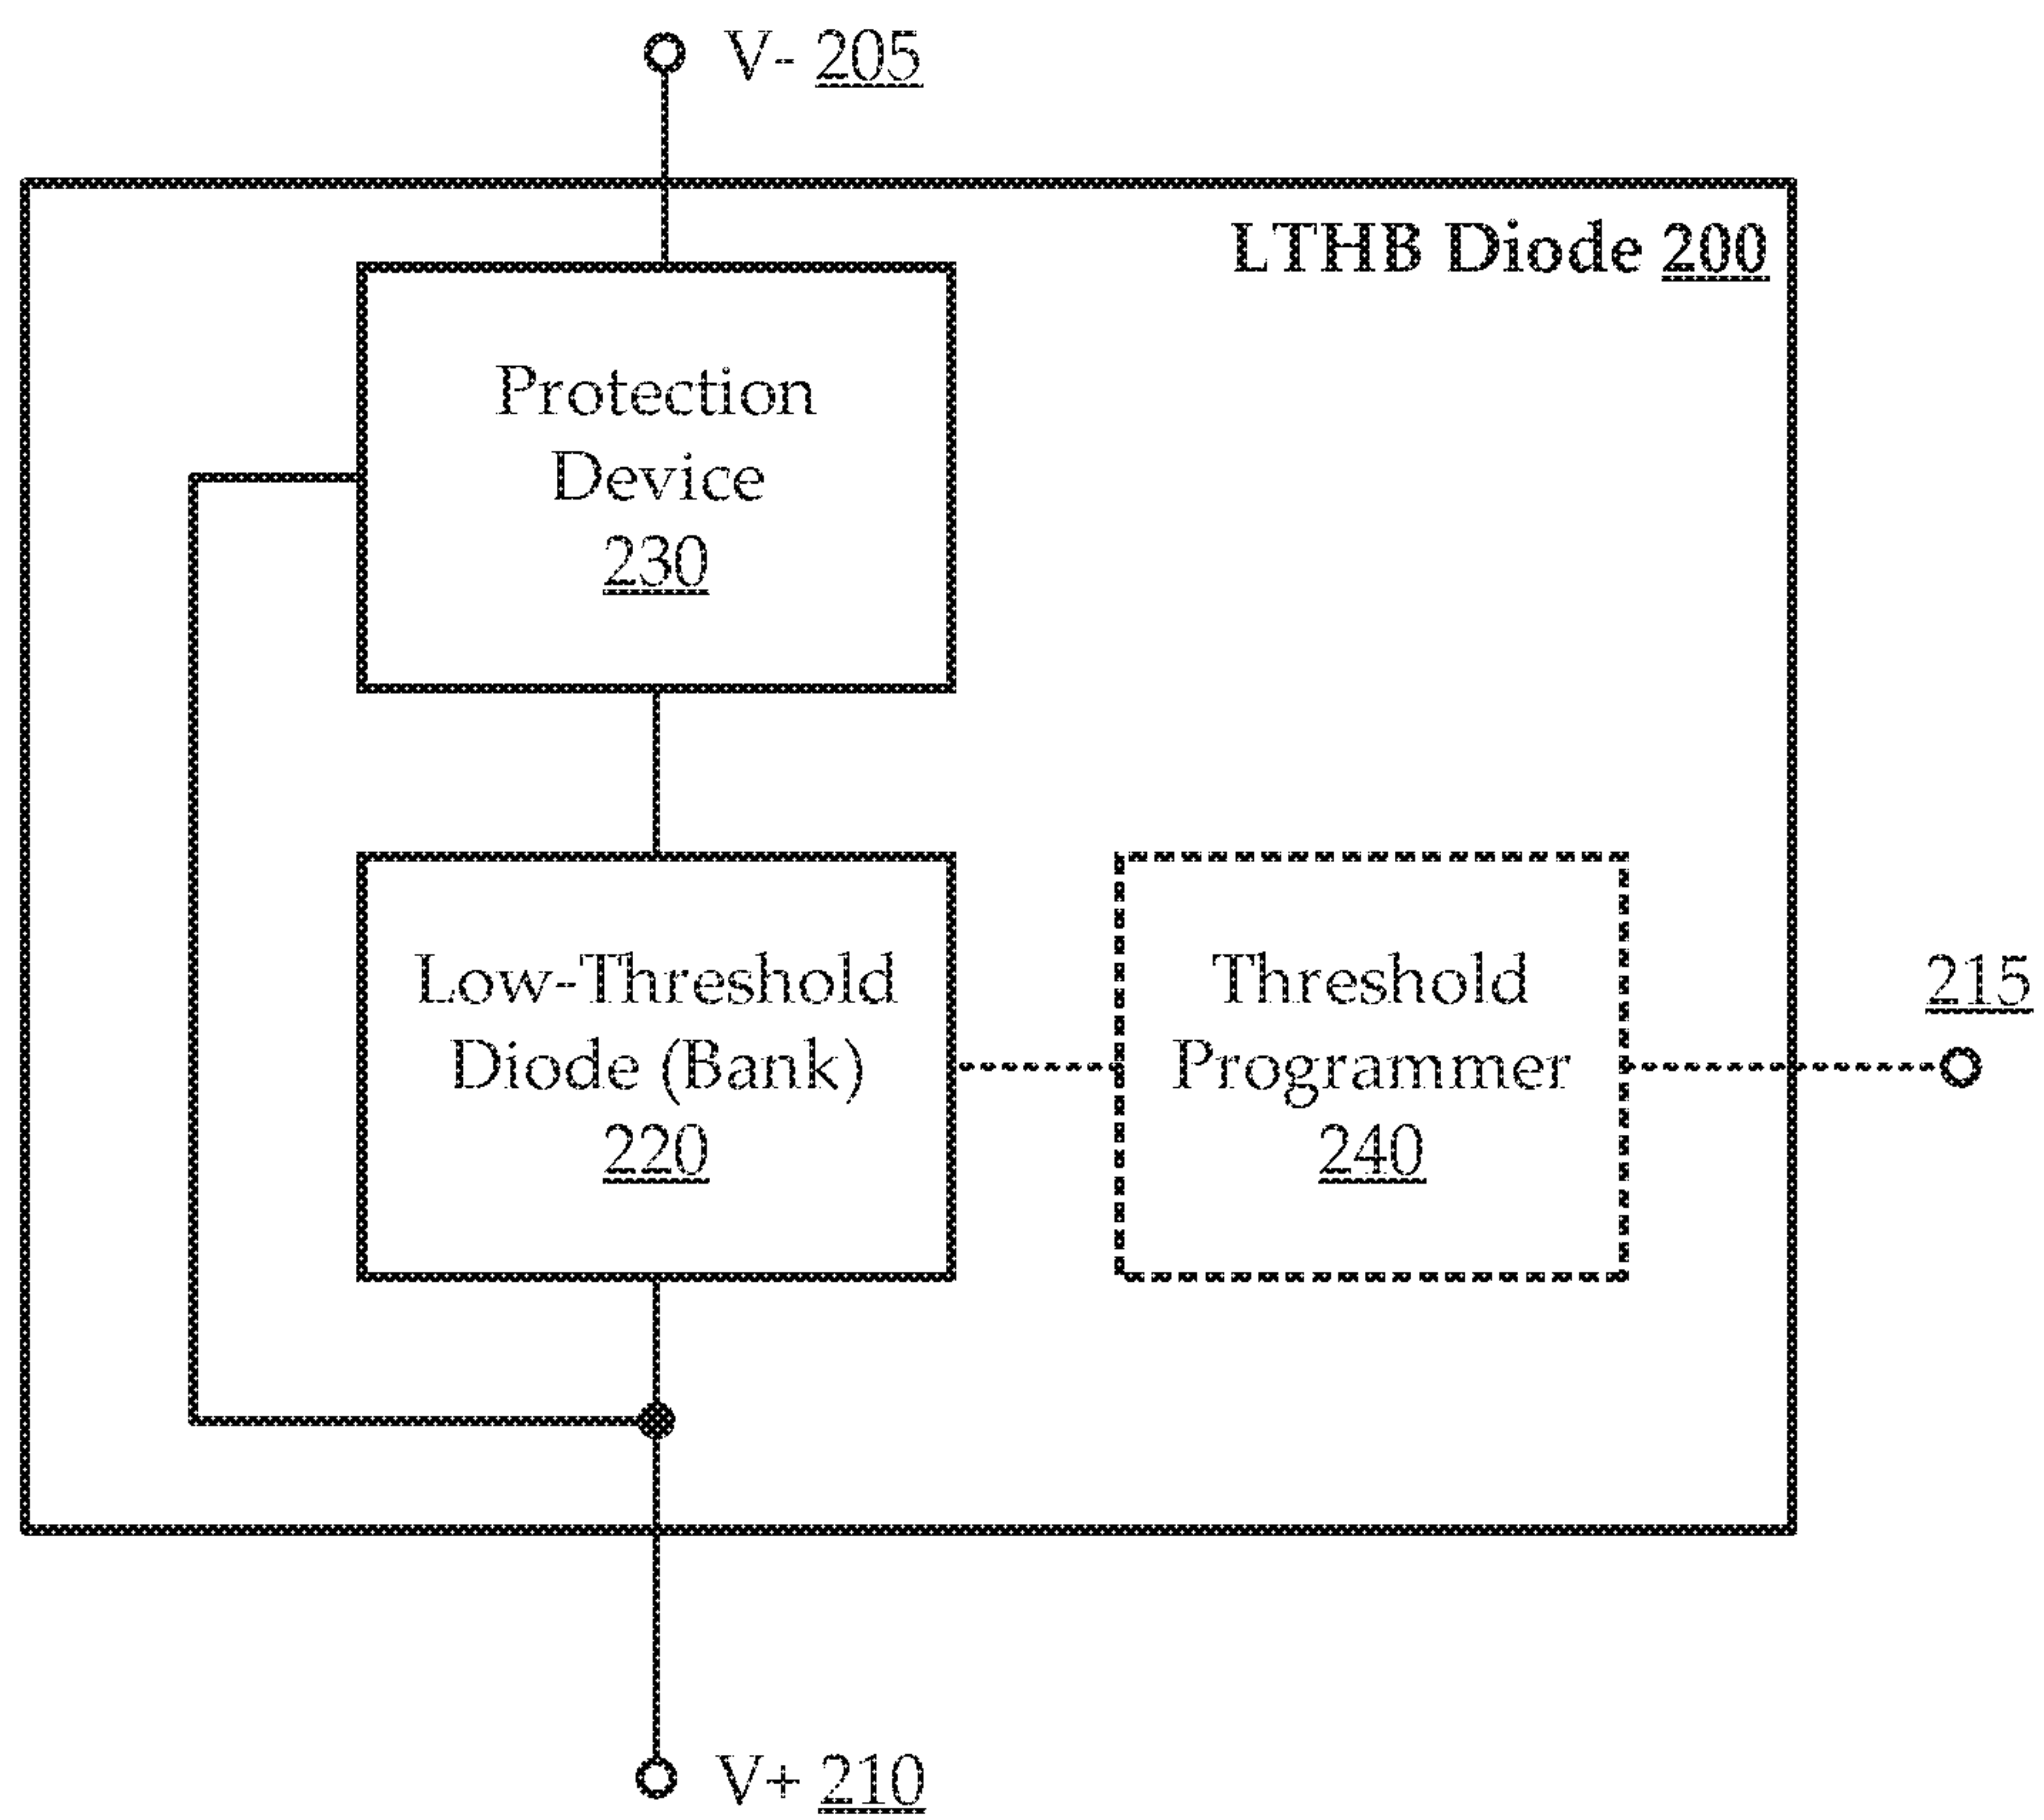 V- 205
LTHB Diode 200
Protection
Device
230
Low-Threshold
Diode (Bank)
220
Threshold
Programmer
240
215
V+ 210